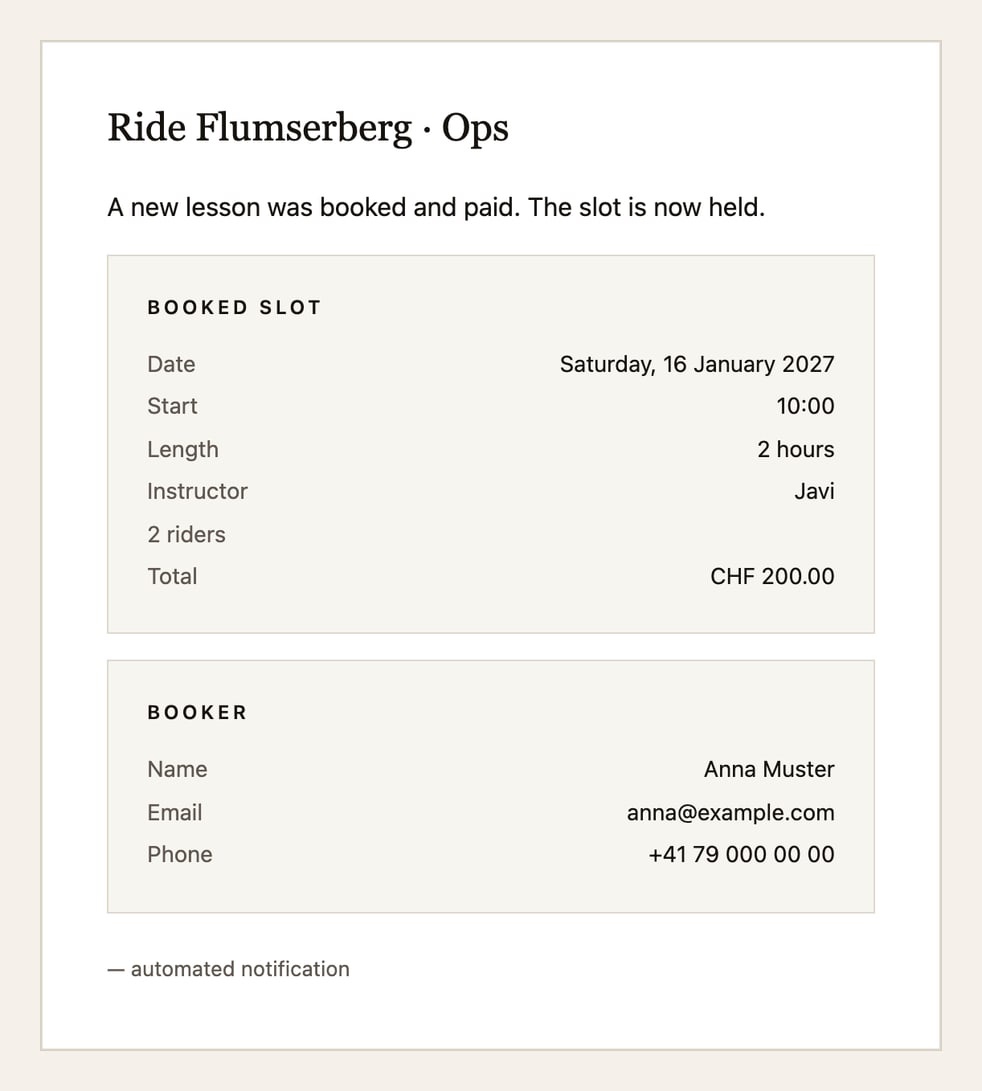 Ride Flumserberg · Ops
A new lesson was booked and paid. The slot is now held.
BOOKED SLOT
Date Saturday, 16 January 2027
Start 10:00
Length 2 hours
Instructor Javi
2 riders
Total CHF 200.00
BOOKER
Name Anna Muster
Email anna@example.com
Phone +41 79 000 00 00
— automated notification